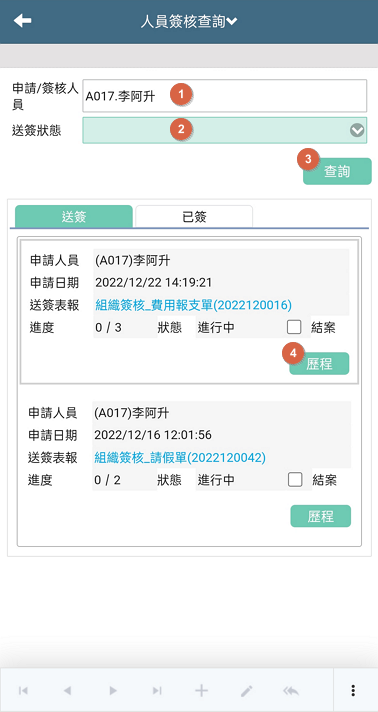 人員簽核查詢
申請/簽核人員 A017.李阿升 1
送簽狀態 2
3
查詢
送簽 已簽
申請人員 (A017)李阿升
申請日期 2022/12/22 14:19:21
送簽表報 組織簽核_費用報支單(2022120016)
進度 0 / 3 狀態 進行中 結案
4
歷程
申請人員 (A017)李阿升
申請日期 2022/12/16 12:01:56
送簽表報 組織簽核_請假單(2022120042)
進度 0 / 2 狀態 進行中 結案
歷程